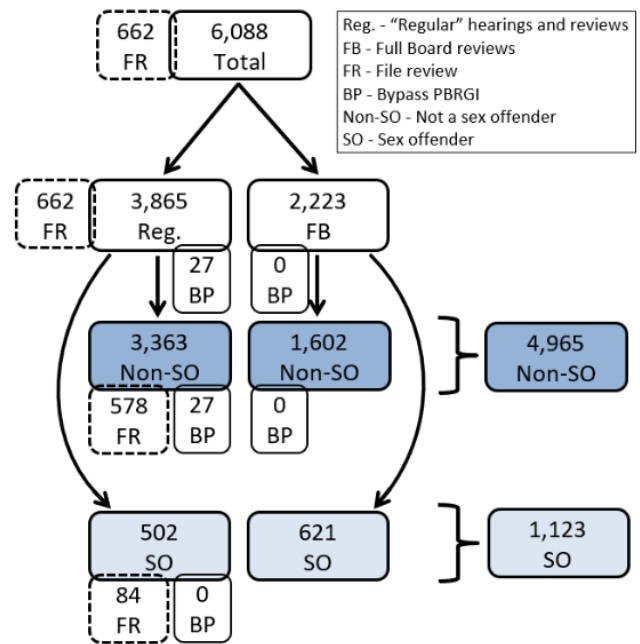 662
FR
6,088
Total
Reg. - “Regular” hearings and reviews
FB - Full Board reviews
FR - File review
BP - Bypass PBRGI
Non-SO - Not a sex offender
SO - Sex offender
662
FR
3,865
Reg.
2,223
FB
27
BP
0
BP
3,363
Non-SO
1,602
Non-SO
4,965
Non-SO
578
FR
27
BP
0
BP
502
SO
621
SO
1,123
SO
84
FR
0
BP